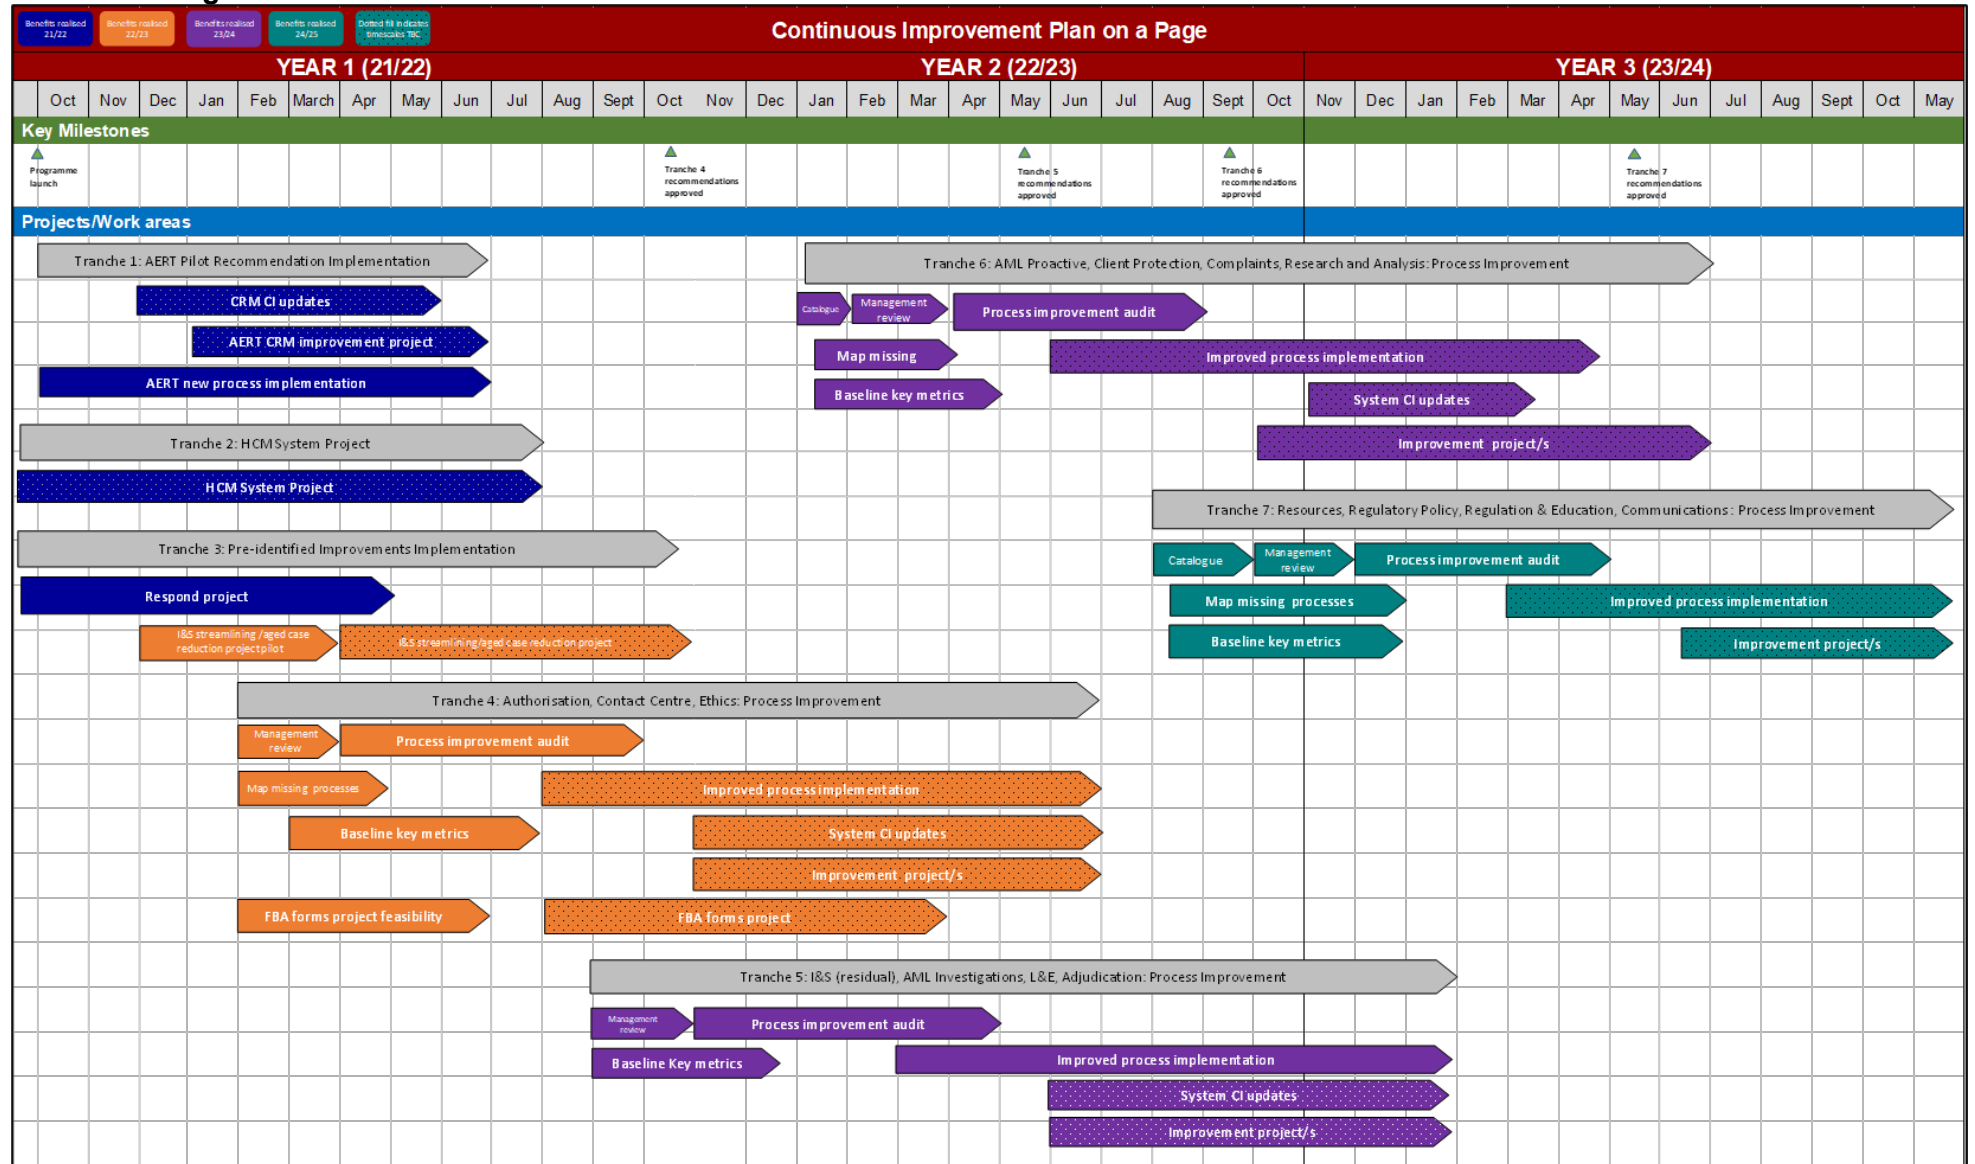 Benefits realised
21/22
Benefits realised
22/23
Benefits realised
23/24
Benefits realised
24/25
Dotted fill indicates
timescales TBC
Continuous Improvement Plan on a Page
YEAR 1 (21/22)
YEAR 2 (22/23)
YEAR 3 (23/24)
Oct Nov Dec Jan Feb March Apr May Jun Jul Aug Sept Oct Nov Dec Jan Feb Mar Apr May Jun Jul Aug Sept Oct Nov Dec Jan Feb Mar Apr May Jun Jul Aug Sept Oct May
Key Milestones
Programme
launch
Tranche 4
recommendations
approved
Tranche 5
recommendations
approved
Tranche 6
recommendations
approved
Tranche 7
recommendations
approved
Projects/Work areas
Tranche 1: AERT Pilot Recommendation Implementation
CRM CI updates
AERT CRM improvement project
AERT new process implementation
Tranche 2: HCM System Project
HCM System Project
Tranche 3: Pre-identified Improvements Implementation
Respond project
I&S streamlining /aged case
reduction project pilot
I&S streamlining/aged case reduction project
Tranche 4: Authorisation, Contact Centre, Ethics: Process Improvement
Management
review
Process improvement audit
Map missing processes
Improved process implementation
Baseline key metrics
System CI updates
Improvement project/s
FBA forms project feasibility
FBA forms project
Tranche 5: I&S (residual), AML Investigations, L&E, Adjudication: Process Improvement
Management
review
Process improvement audit
Baseline Key metrics
Improved process implementation
System CI updates
Improvement project/s
Tranche 6: AML Proactive, Client Protection, Complaints, Research and Analysis: Process Improvement
Catalogue
Management
review
Process improvement audit
Map missing
Improved process implementation
Baseline key metrics
System CI updates
Improvement project/s
Tranche 7: Resources, Regulatory Policy, Regulation & Education, Communications : Process Improvement
Catalogue
Management
review
Process improvement audit
Map missing processes
Improved process implementation
Baseline key metrics
Improvement project/s